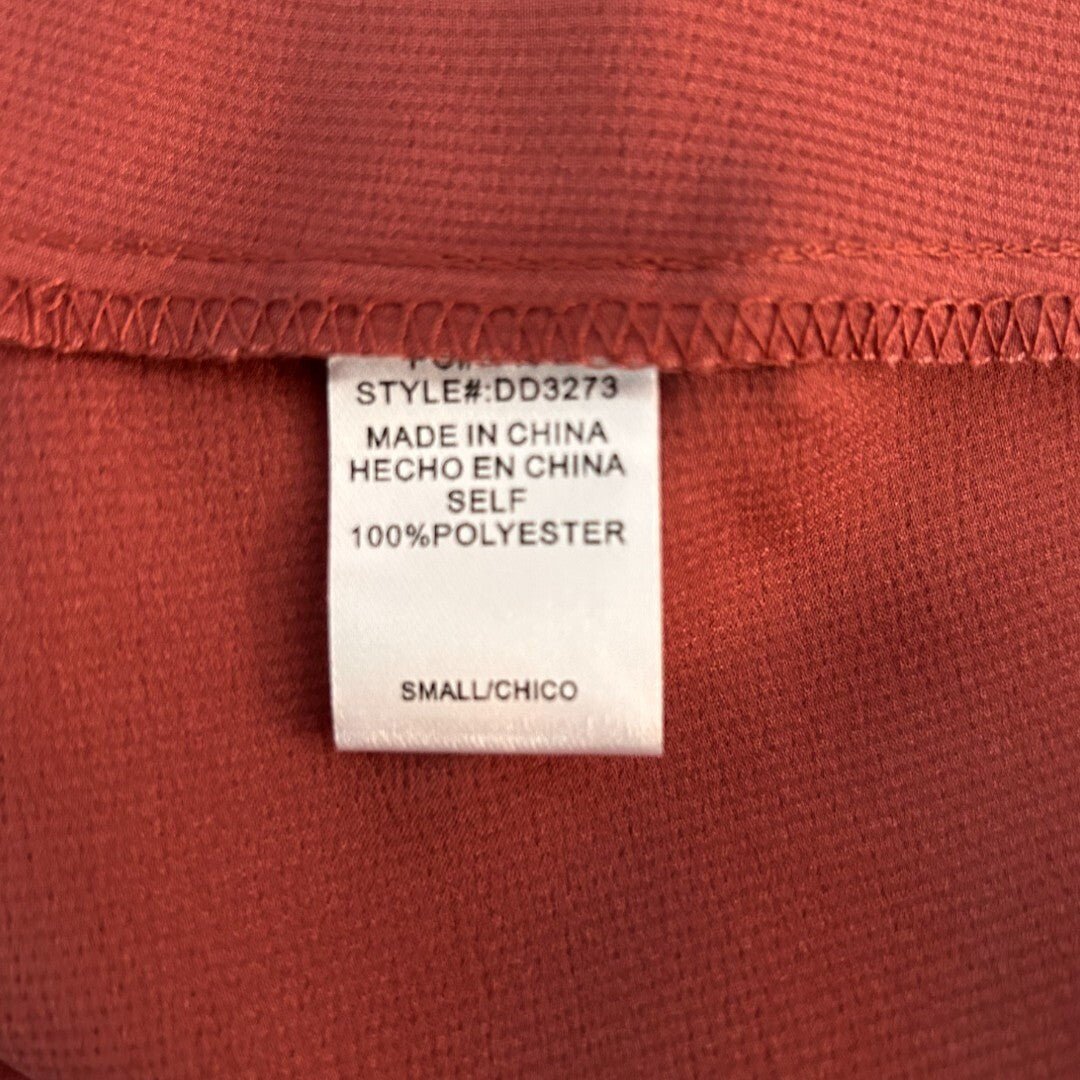 STYLE#:DD3273
MADE IN CHINA
HECHO EN CHINA
SELF
100%POLYESTER
SMALL/CHICO